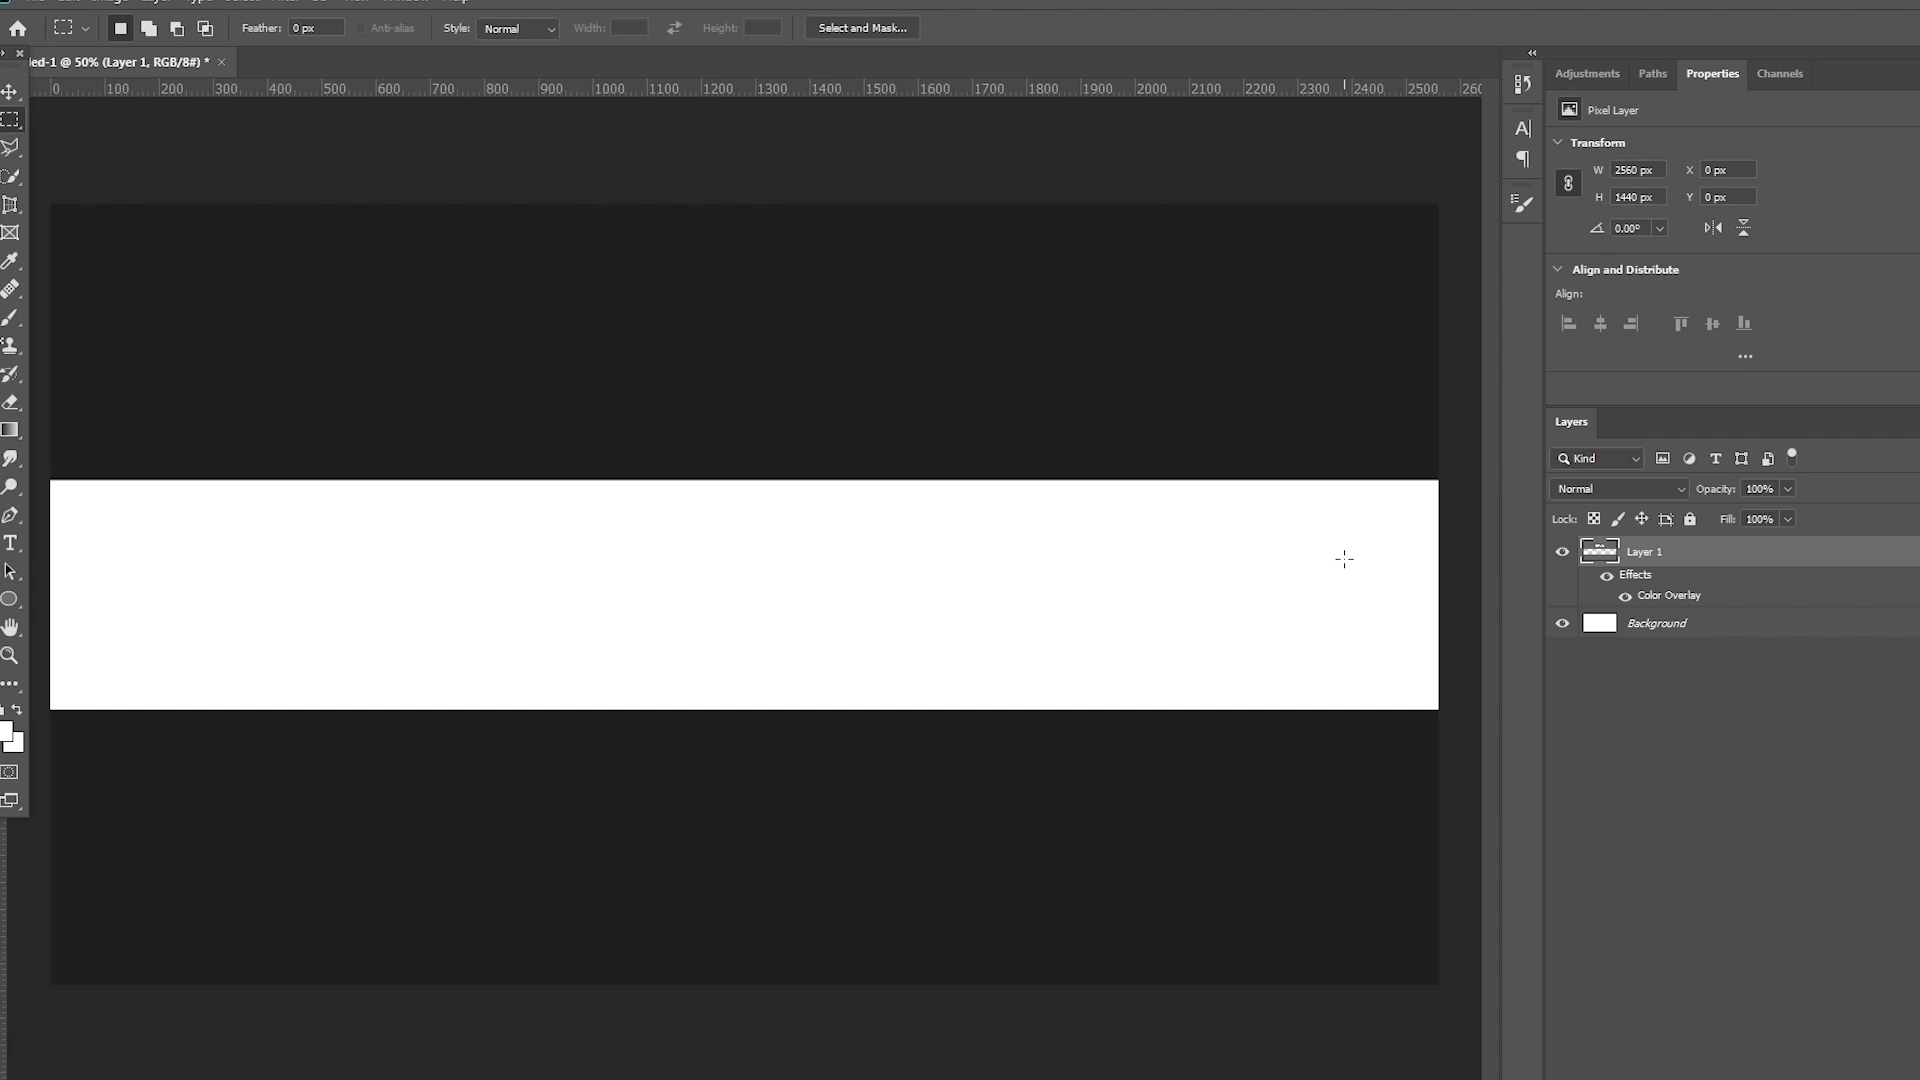 Feather: 0 px Anti-alias Style: Normal Width: Height: Select and Mask...
led-1 @ 50% (Layer 1, RGB/8#) * ×
0 100 200 300 400 500 600 700 800 900 1000 1100 1200 1300 1400 1500 1600 1700 1800 1900 2000 2100 2200 2300 2400 2500
Adjustments Paths Properties Channels
Pixel Layer
Transform
W 2560 px X 0 px
H 1440 px Y 0 px
0.00°
Align and Distribute
Align:
Layers
Kind
Normal Opacity: 100%
Lock: Fill: 100%
Layer 1
Effects
Color Overlay
Background